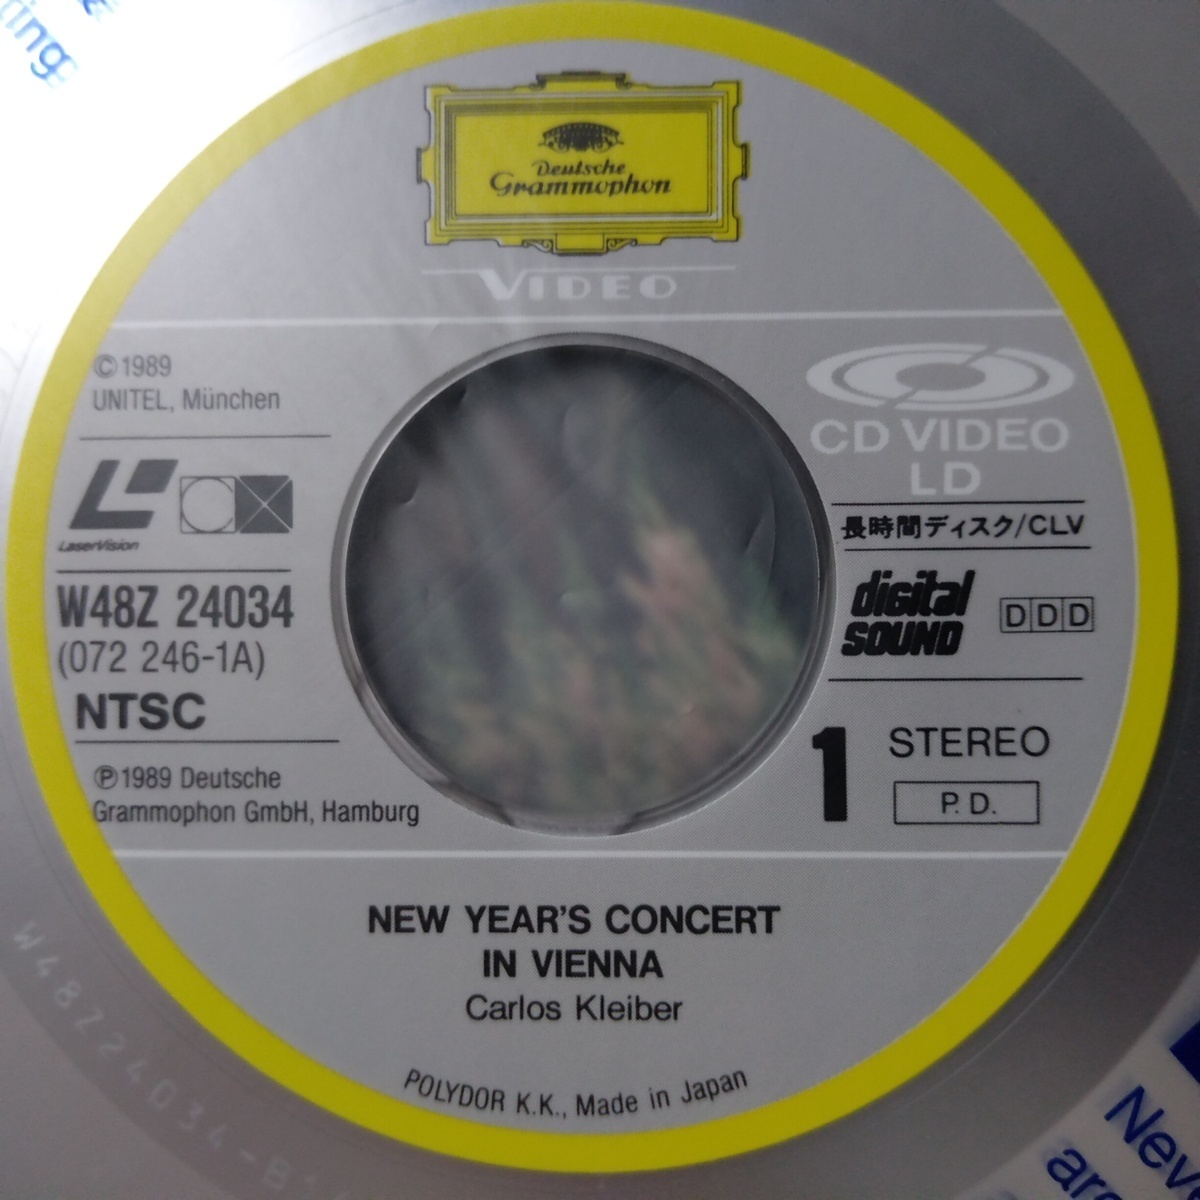 ting
Deutsche
Grammophon
VIDEO
©1989
UNITEL, München
LaserVision
W48Z 24034
(072 246-1A)
NTSC
℗1989 Deutsche
Grammophon GmbH, Hamburg
CD VIDEO
LD
長時間ディスク/CLV
digital
SOUND
DDD
1 STEREO
P.D.
NEW YEAR'S CONCERT
IN VIENNA
Carlos Kleiber
POLYDOR K.K., Made in Japan
W48Z24034-B